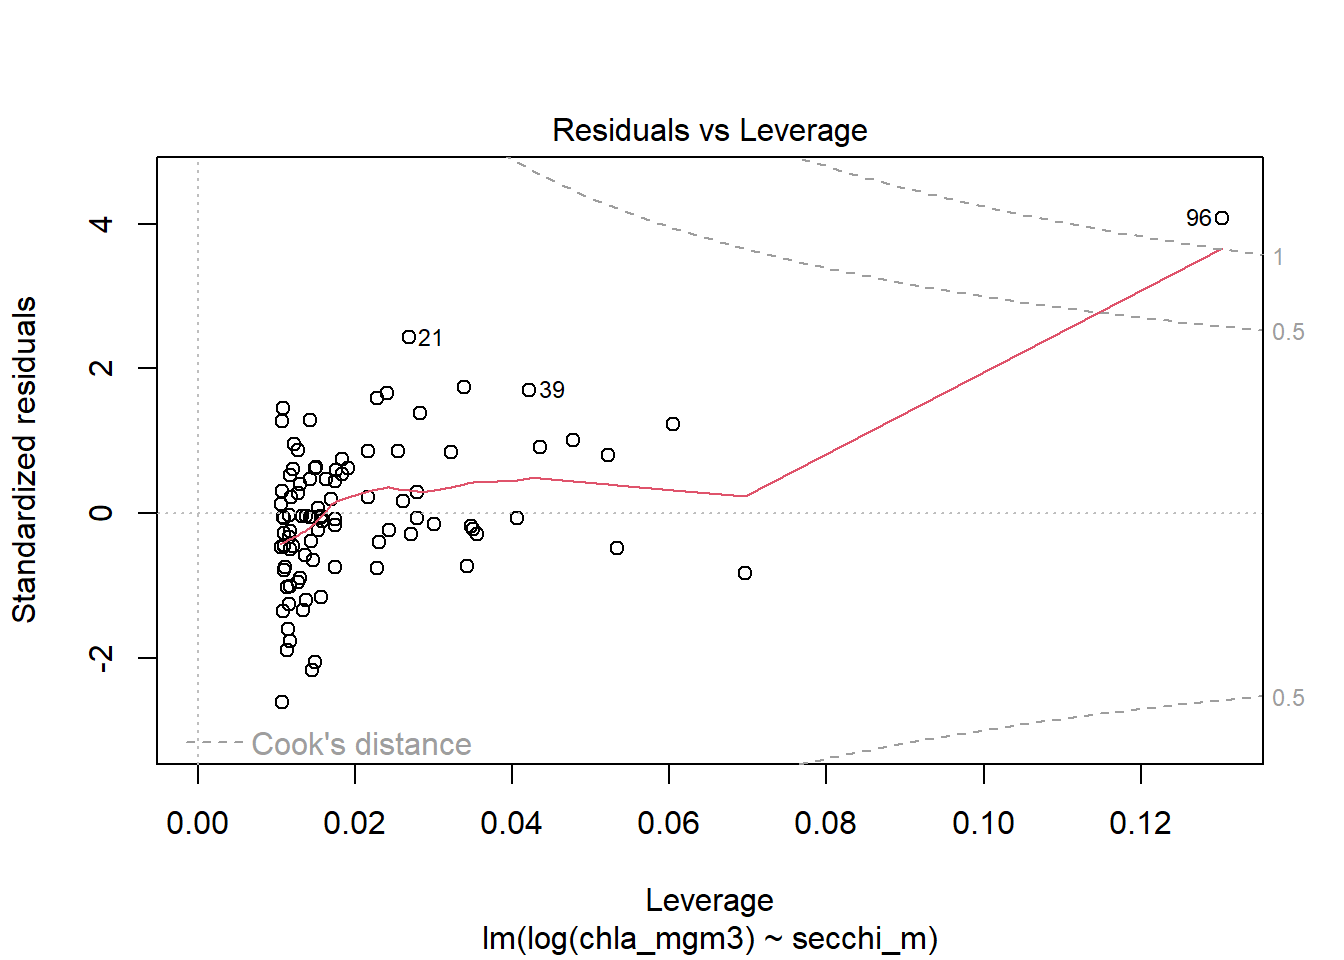 Residuals vs Leverage
Standardized residuals
4
2
0
-2
96
21
39
1
0.5
0.5
Cook's distance
0.00 0.02 0.04 0.06 0.08 0.10 0.12
Leverage
lm(log(chla_mgm3) ~ secchi_m)